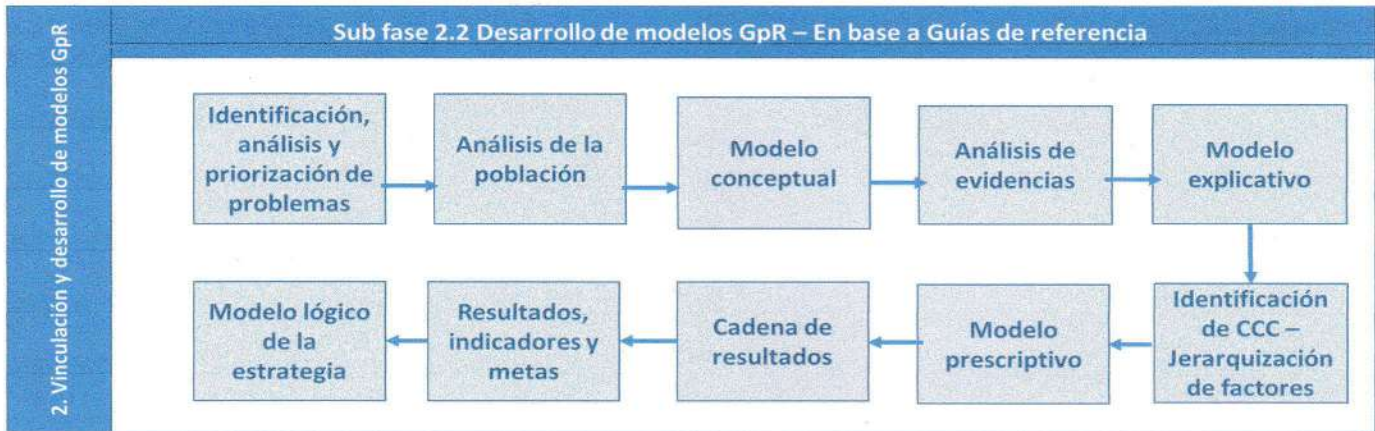 Sub fase 2.2 Desarrollo de modelos GpR – En base a Guías de referencia
2. Vinculación y desarrollo de modelos GpR
Identificación,
análisis y
priorización de
problemas
Análisis de la
población
Modelo
conceptual
Análisis de
evidencias
Modelo
explicativo
Identificación
de CCC –
Jerarquización
de factores
Modelo
prescriptivo
Cadena de
resultados
Resultados,
indicadores y
metas
Modelo lógico
de la
estrategia